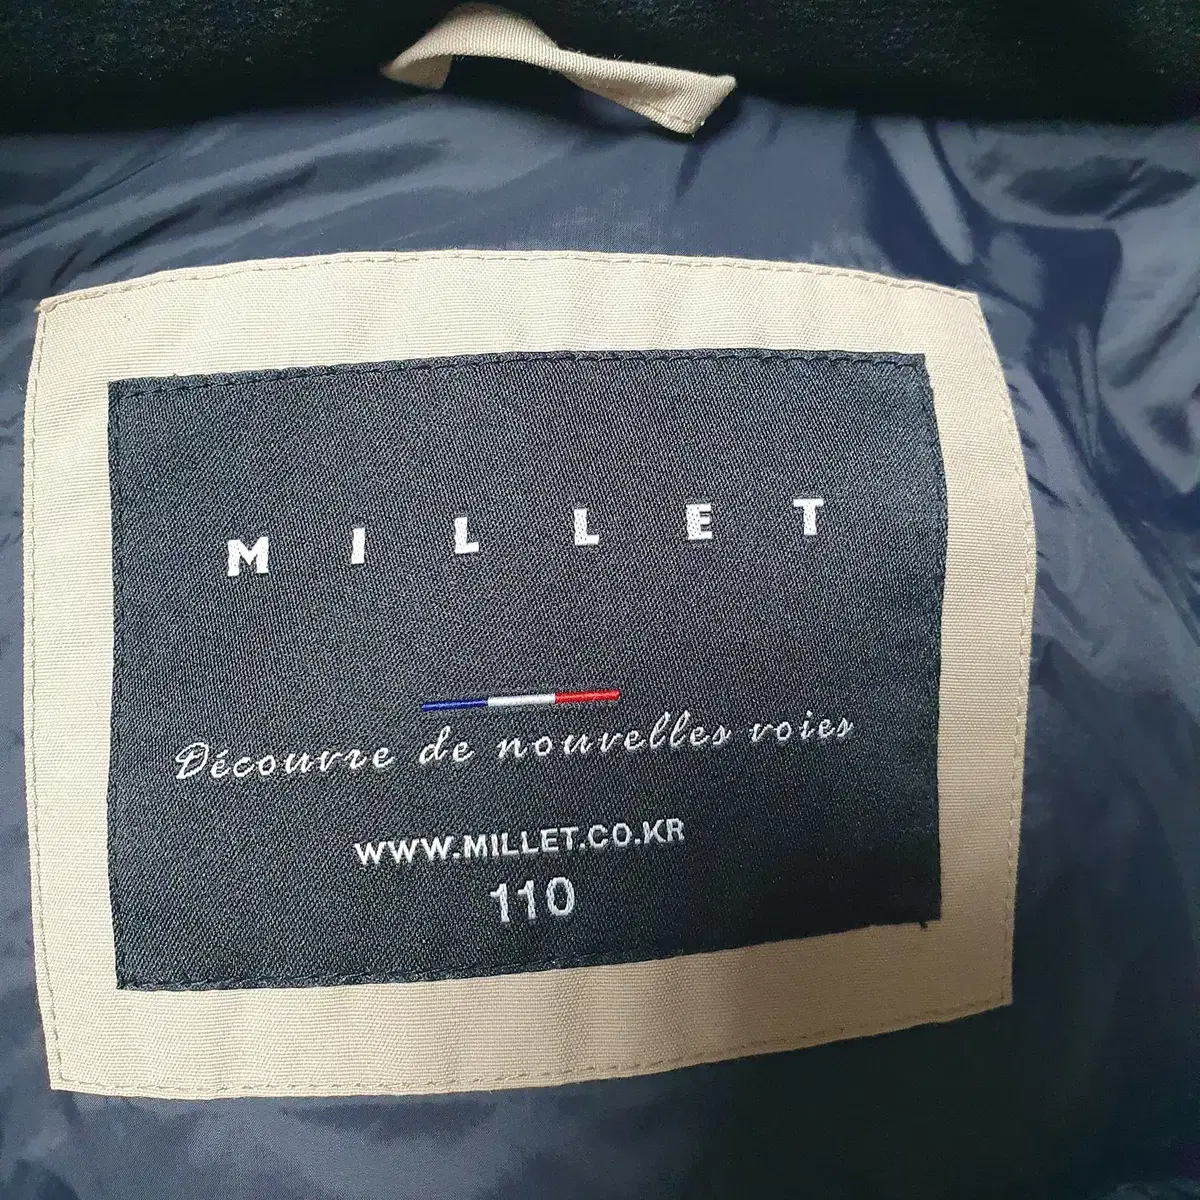 MILLET
Découvre de nouvelles voies
WWW.MILLET.CO.KR
110